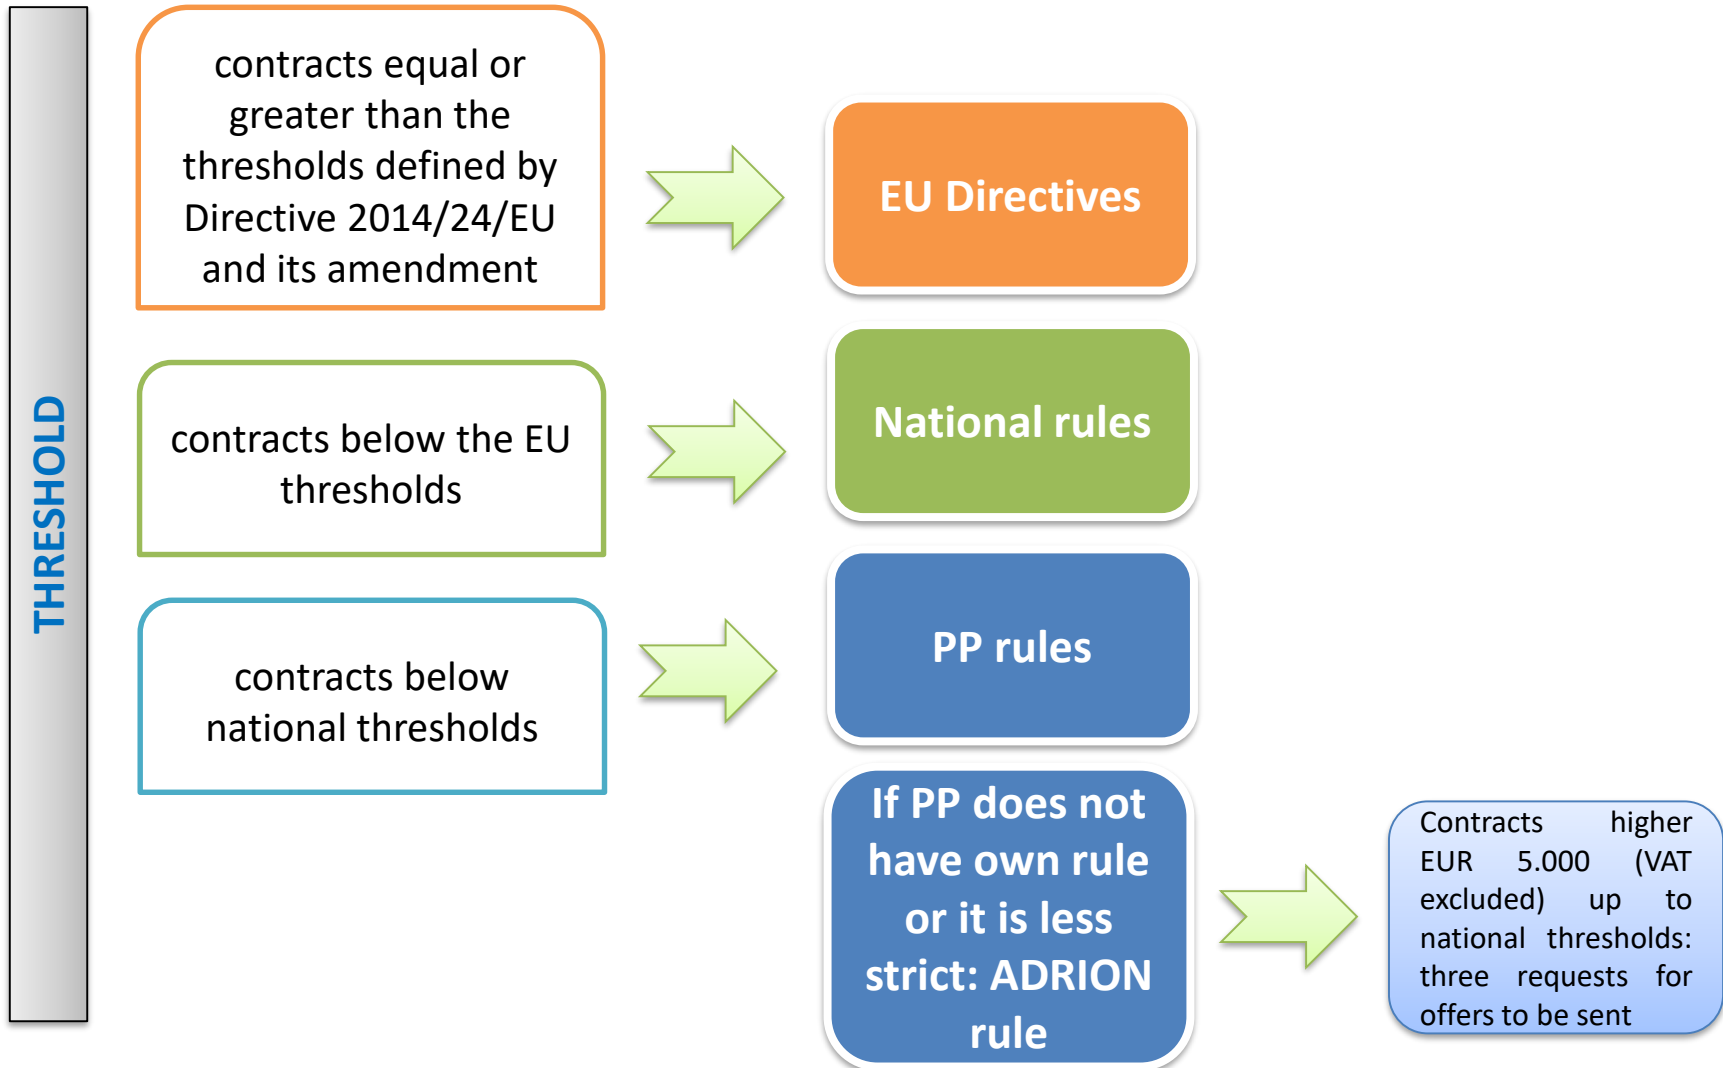 THRESHOLD
contracts equal or
greater than the
thresholds defined by
Directive 2014/24/EU
and its amendment
EU Directives
contracts below the EU
thresholds
National rules
contracts below
national thresholds
PP rules
If PP does not
have own rule
or it is less
strict: ADRION
rule
Contracts higher
EUR 5.000 (VAT
excluded) up to
national thresholds:
three requests for
offers to be sent